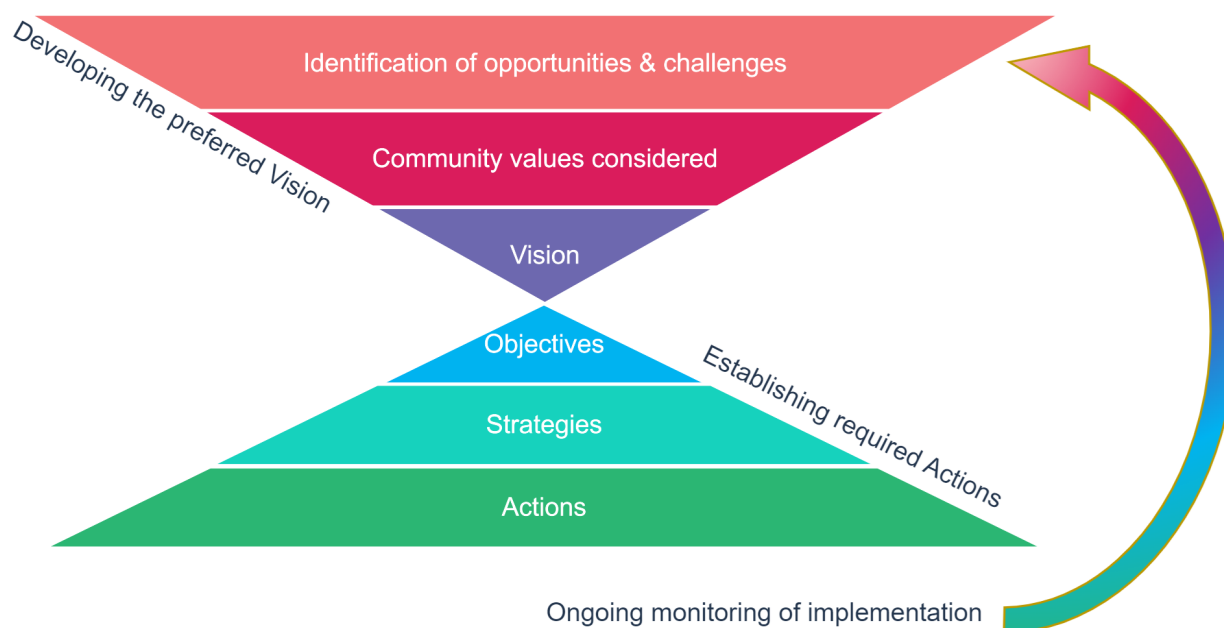 Developing the preferred Vision
Identification of opportunities & challenges
Community values considered
Vision
Objectives
Strategies
Actions
Establishing required Actions
Ongoing monitoring of implementation